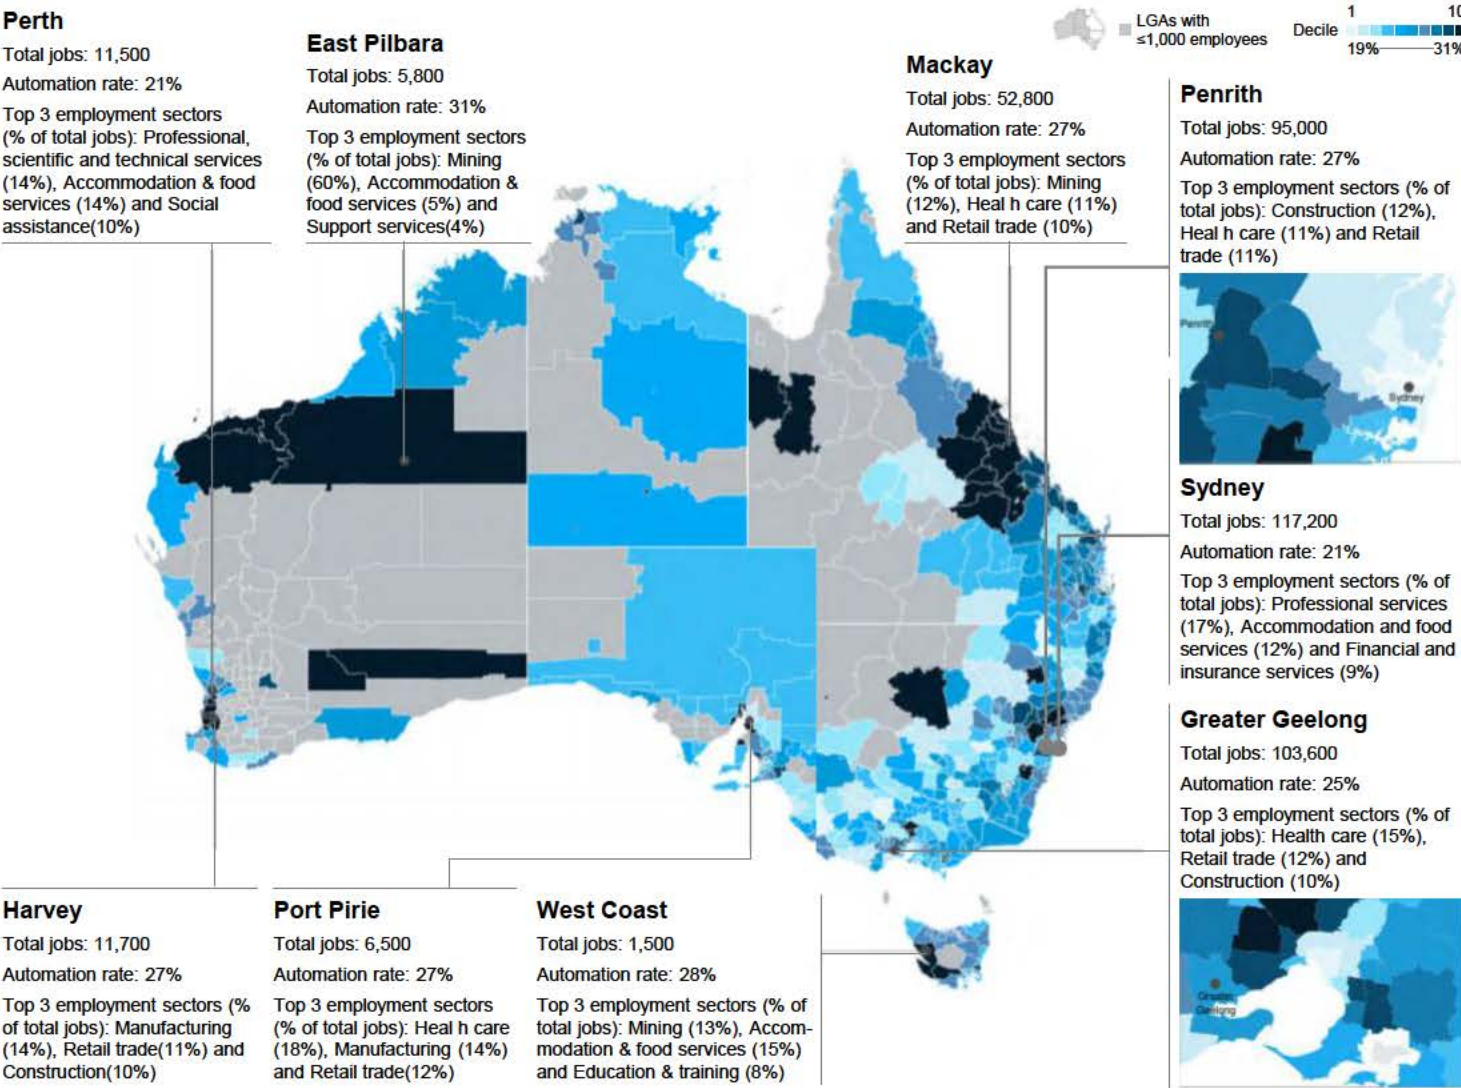 Perth
Total jobs: 11,500
Automation rate: 21%
Top 3 employment sectors
(% of total jobs): Professional,
scientific and technical services
(14%), Accommodation & food
services (14%) and Social
assistance(10%)
East Pilbara
Total jobs: 5,800
Automation rate: 31%
Top 3 employment sectors
(% of total jobs): Mining
(60%), Accommodation &
food services (5%) and
Support services(4%)
Mackay
Total jobs: 52,800
Automation rate: 27%
Top 3 employment sectors
(% of total jobs): Mining
(12%), Heal h care (11%)
and Retail trade (10%)
LGAs with
≤1,000 employees
Decile
1 10
19% 31%
Penrith
Total jobs: 95,000
Automation rate: 27%
Top 3 employment sectors (% of
total jobs): Construction (12%),
Heal h care (11%) and Retail
trade (11%)
Penrith
Sydney
Sydney
Total jobs: 117,200
Automation rate: 21%
Top 3 employment sectors (% of
total jobs): Professional services
(17%), Accommodation and food
services (12%) and Financial and
insurance services (9%)
Greater Geelong
Total jobs: 103,600
Automation rate: 25%
Top 3 employment sectors (% of
total jobs): Health care (15%),
Retail trade (12%) and
Construction (10%)
Greater
Geelong
Harvey
Total jobs: 11,700
Automation rate: 27%
Top 3 employment sectors (%
of total jobs): Manufacturing
(14%), Retail trade(11%) and
Construction(10%)
Port Pirie
Total jobs: 6,500
Automation rate: 27%
Top 3 employment sectors
(% of total jobs): Heal h care
(18%), Manufacturing (14%)
and Retail trade(12%)
West Coast
Total jobs: 1,500
Automation rate: 28%
Top 3 employment sectors (% of
total jobs): Mining (13%), Accom-
modation & food services (15%)
and Education & training (8%)